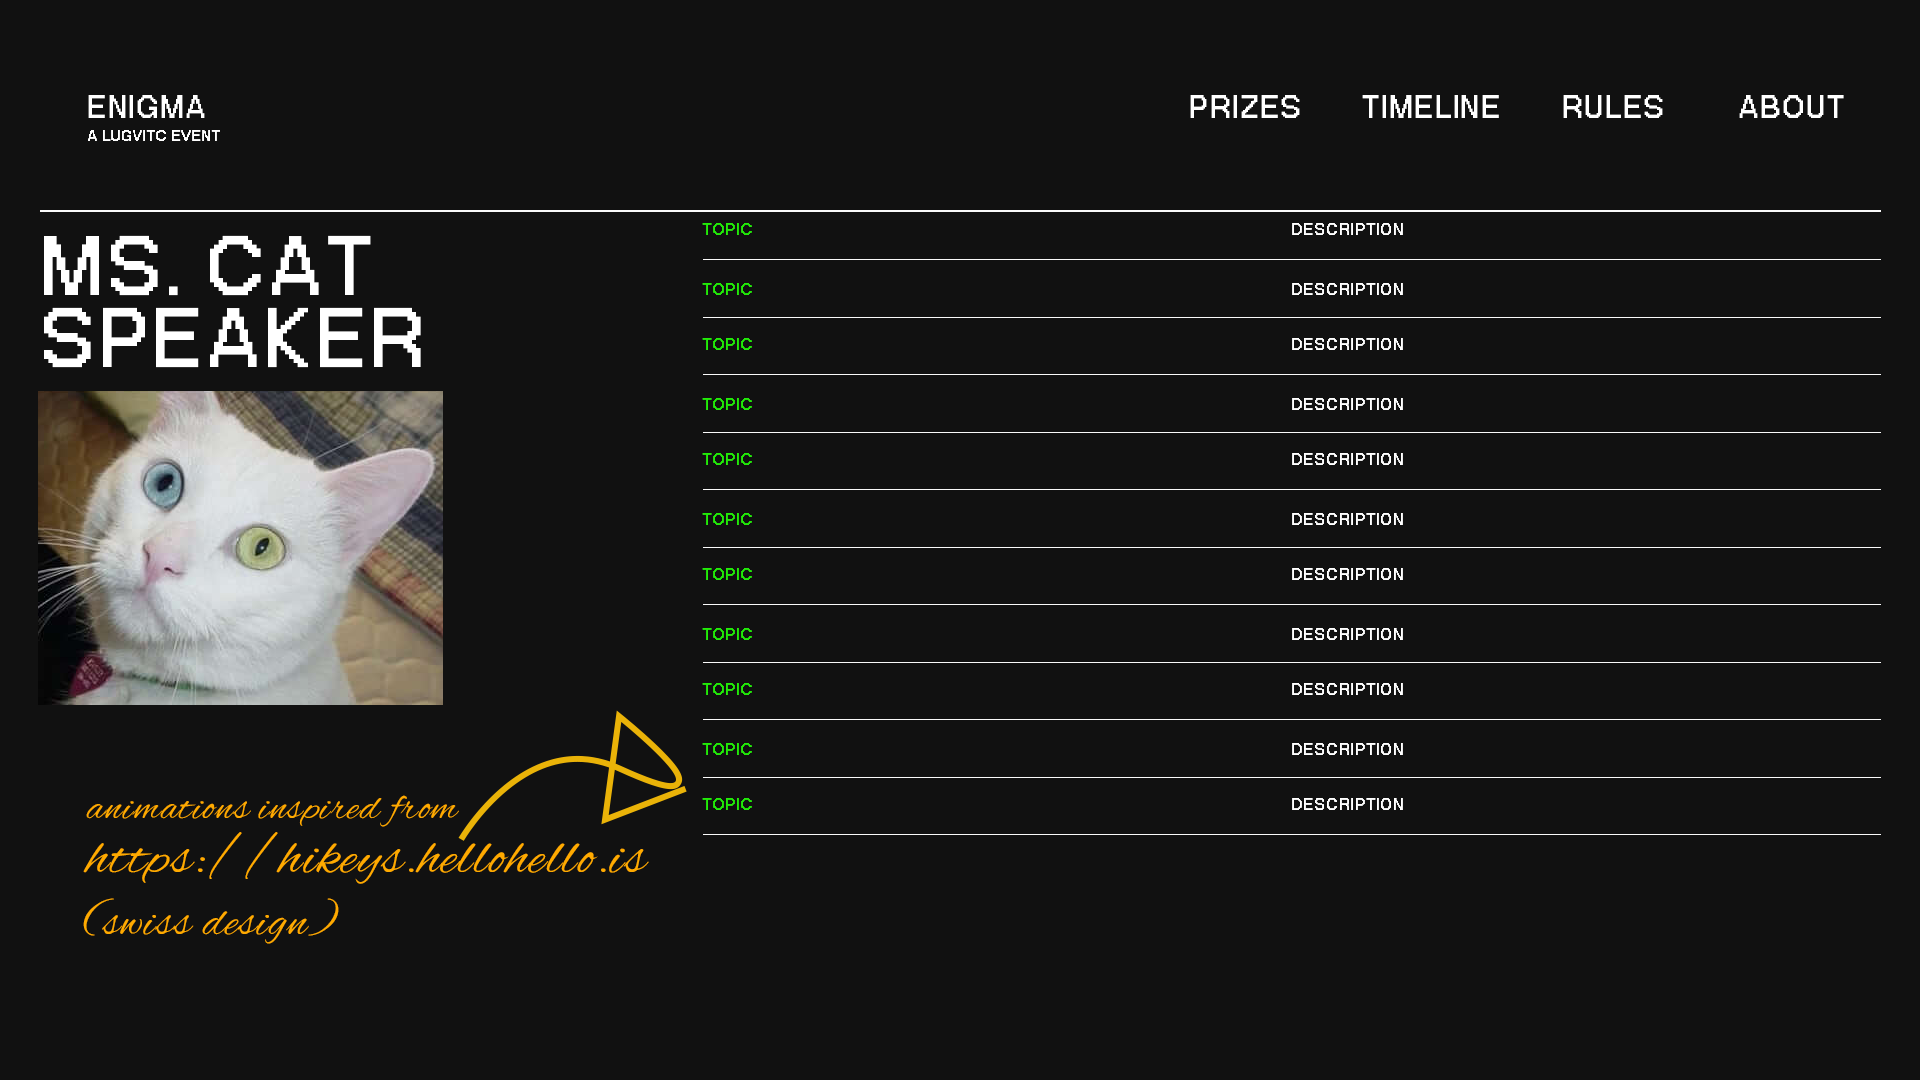 ENIGMA
A LUGVITC EVENT
PRIZES TIMELINE RULES ABOUT
MS. CAT
SPEAKER
TOPIC DESCRIPTION
TOPIC DESCRIPTION
TOPIC DESCRIPTION
TOPIC DESCRIPTION
TOPIC DESCRIPTION
TOPIC DESCRIPTION
TOPIC DESCRIPTION
TOPIC DESCRIPTION
TOPIC DESCRIPTION
TOPIC DESCRIPTION
TOPIC DESCRIPTION
animations inspired from
https://hikeys.hellohello.is
(swiss design)